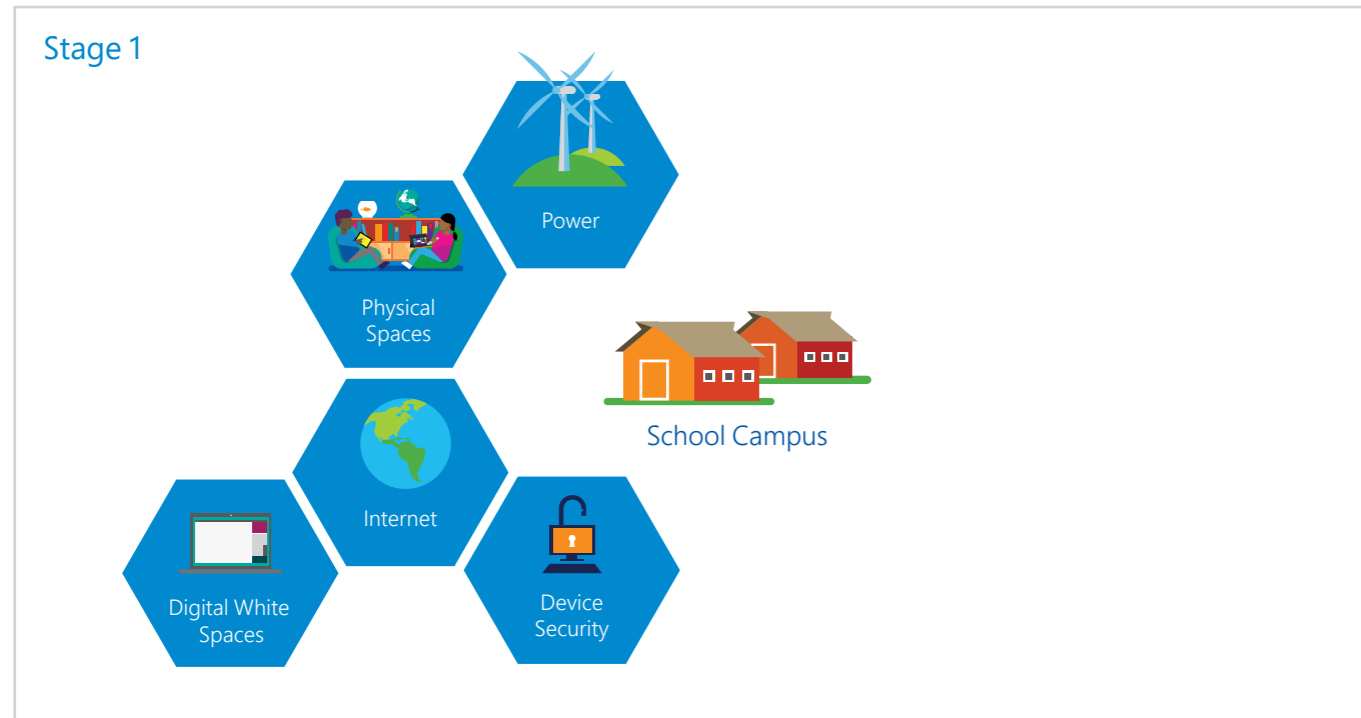 Stage 1
Power
Physical
Spaces
School Campus
Internet
Digital White
Spaces
Device
Security